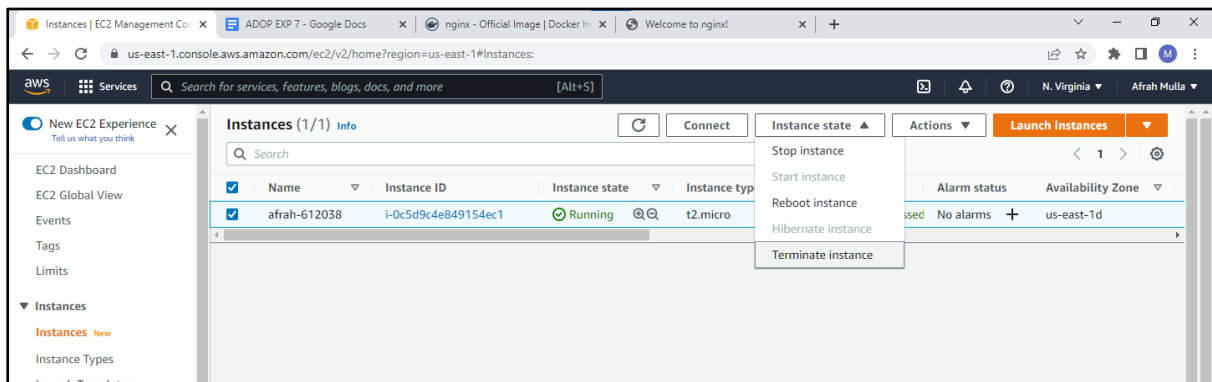 Instances | EC2 Management Con
ADOP EXP 7 - Google Docs
nginx - Official Image | Docker H
Welcome to nginx!
us-east-1.console.aws.amazon.com/ec2/v2/home?region=us-east-1#Instances:
M
aws
Services
Search for services, features, blogs, docs, and more
[Alt+S]
N. Virginia
Afrah Mulla
New EC2 Experience
Tell us what you think
EC2 Dashboard
EC2 Global View
Events
Tags
Limits
Instances
Instances New
Instance Types
Instances (1/1) Info
Connect
Instance state
Actions
Launch instances
Search
1
Stop instance
Start instance
Reboot instance
Hibernate instance
Terminate instance
Name
Instance ID
Instance state
Instance typ
Alarm status
Availability Zone
afrah-612038
i-0c5d9c4e849154ec1
Running
t2.micro
ssed
No alarms
us-east-1d